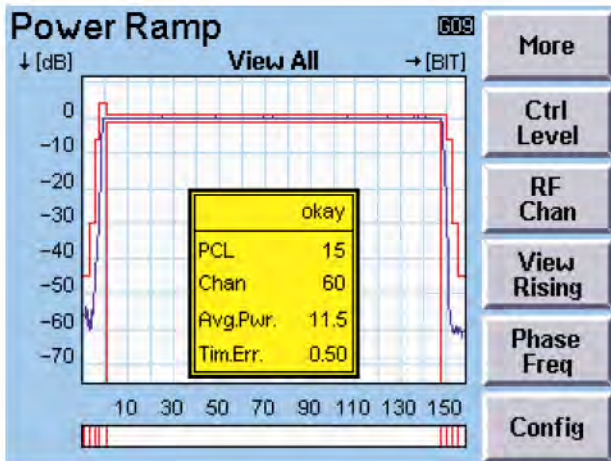 Power Ramp
G09
↓[dB]
View All
→[BIT]
0
-10
-20
-30
-40
-50
-60
-70
okay
PCL 15
Chan 60
Avg.Pwr. 11.5
Tim.Err. 0.50
10 30 50 70 90 110 130 150
More
Ctrl
Level
RF
Chan
View
Rising
Phase
Freq
Config